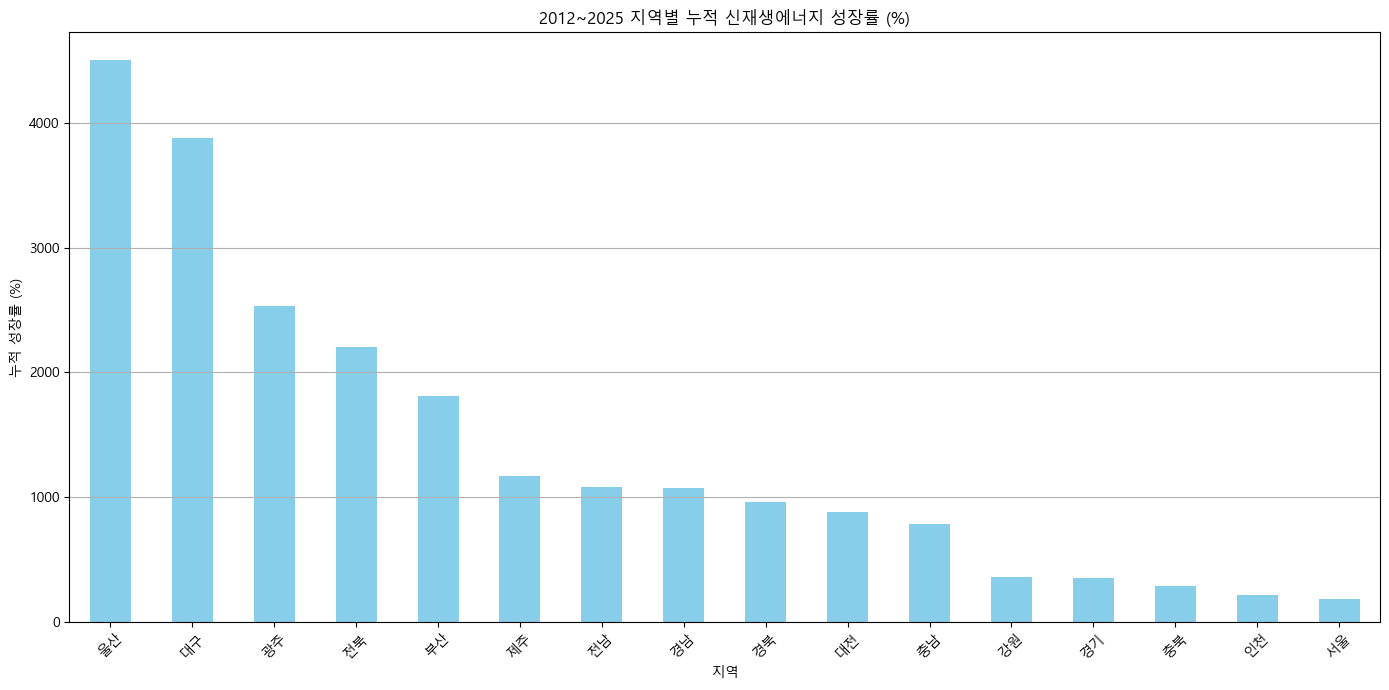 2012~2025 지역별 누적 신재생에너지 성장률 (%)
누적 성장률 (%)
4000
3000
2000
1000
0
울산 대구 광주 전북 부산 제주 전남 경남 경북 대전 충남 강원 경기 충북 인천 서울
지역